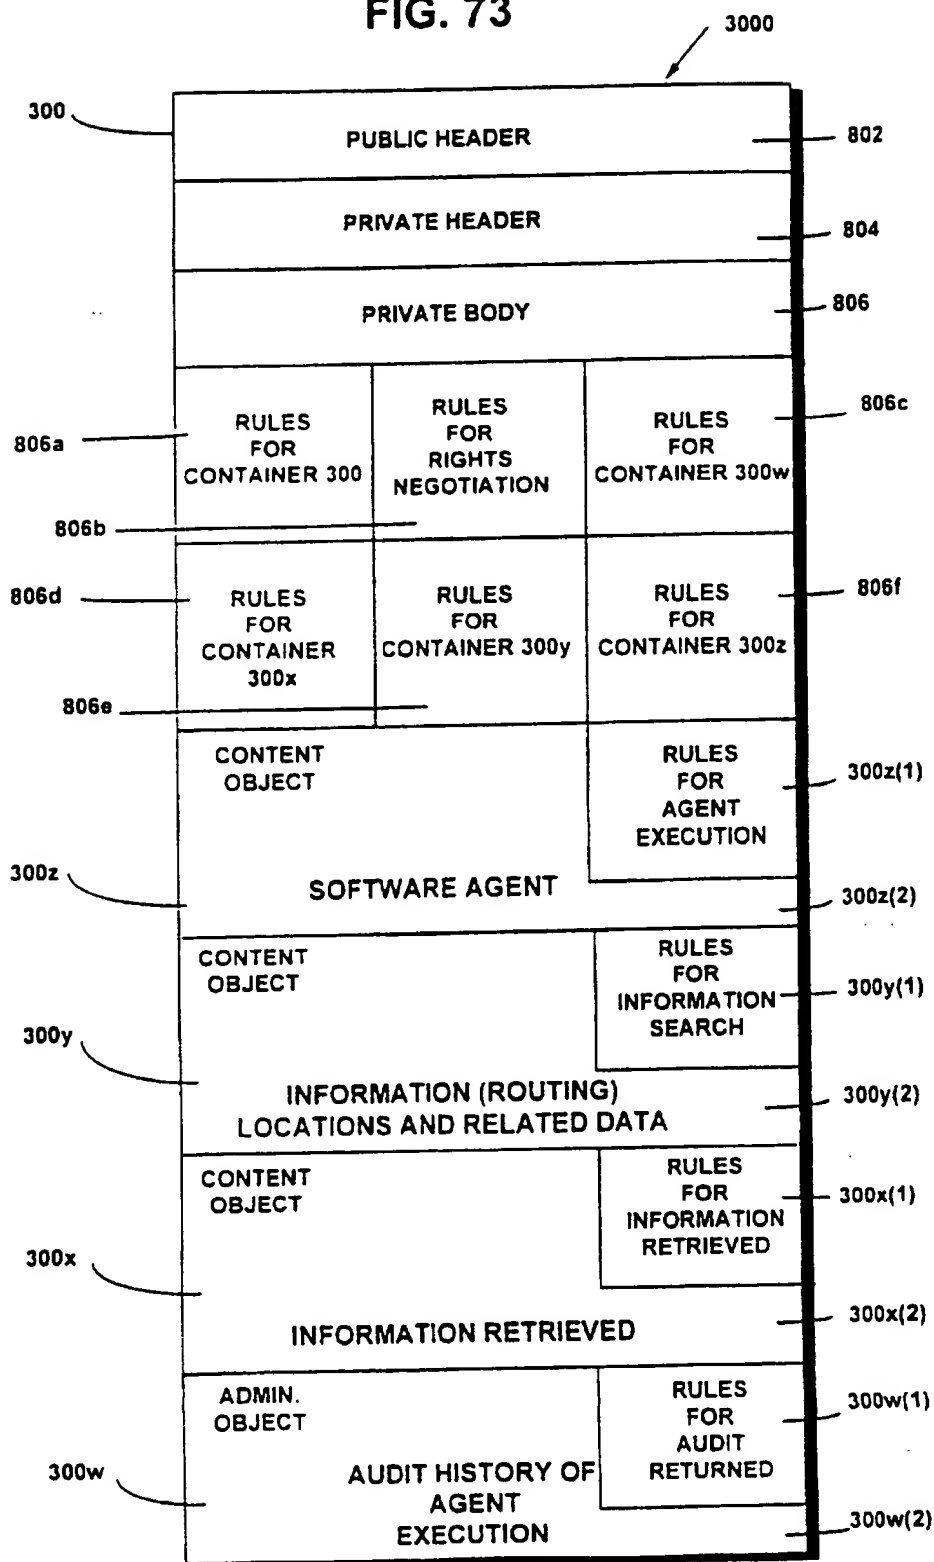 FIG. 73
3000
300
PUBLIC HEADER
802
PRIVATE HEADER
804
PRIVATE BODY
806
806a
RULES
FOR
CONTAINER 300
806b
RULES
FOR
RIGHTS
NEGOTIATION
RULES
FOR
CONTAINER 300w
806c
806d
RULES
FOR
CONTAINER
300x
806e
RULES
FOR
CONTAINER 300y
RULES
FOR
CONTAINER 300z
806f
CONTENT
OBJECT
RULES
FOR
AGENT
EXECUTION
300z(1)
300z
SOFTWARE AGENT
300z(2)
CONTENT
OBJECT
RULES
FOR
INFORMATION
SEARCH
300y(1)
300y
INFORMATION (ROUTING)
LOCATIONS AND RELATED DATA
300y(2)
CONTENT
OBJECT
RULES
FOR
INFORMATION
RETRIEVED
300x(1)
300x
INFORMATION RETRIEVED
300x(2)
ADMIN.
OBJECT
RULES
FOR
AUDIT
RETURNED
300w(1)
300w
AUDIT HISTORY OF
AGENT
EXECUTION
300w(2)